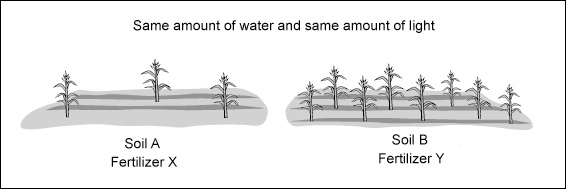 Same amount of water and same amount of light
Soil A
Fertilizer X
Soil B
Fertilizer Y